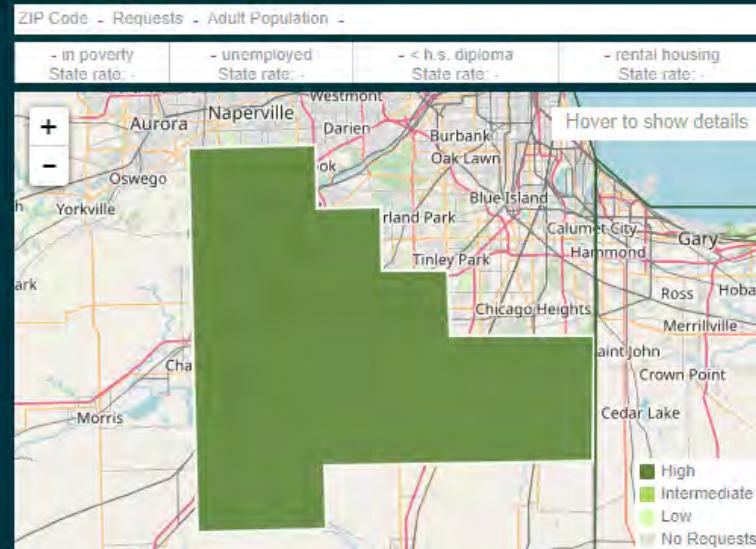 ZIP Code - Requests - Adult Population -
- in poverty
State rate: -
- unemployed
State rate: -
- < h.s. diploma
State rate: -
- rental housing
State rate: -
+
-
Hover to show details
Westmont
Naperville
Aurora
Darien
Burbank
Oak Lawn
ok
Oswego
Blue Island
h
Yorkville
rland Park
Calumet City
Gary
Hammond
Tinley Park
ark
Ross
Hoba
Chicago Heights
Merrillville
aint John
Cha
Crown Point
Morris
Cedar Lake
High
Intermediate
Low
No Requests